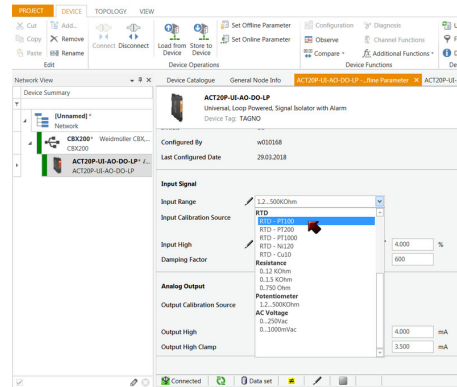 PROJECT DEVICE TOPOLOGY VIEW
Cut Add...
Copy Remove
Paste Rename
Edit
Connect Disconnect
Load from Device Store to Device
Device Operations
Set Offline Parameter
Set Online Parameter
Configuration Diagnosis
Observe Channel Functions
Compare Additional Functions
Device Functions
Network View
Device Catalogue General Node Info ACT20P-UI-AO-DO-LP -...fline Parameter ACT20P-UI-AO
Device Summary
[Unnamed] *
Network
CBX200* Weidmüller CBX...
CBX200
ACT20P-UI-AO-DO-LP*
ACT20P-UI-AO-DO-LP
ACT20P-UI-AO-DO-LP
Universal, Loop Powered, Signal Isolator with Alarm
Device Tag: TAGNO
Configured By w010168
Last Configured Date 29.03.2018
Input Signal
Input Range 1.2...500KOhm
Input Calibration Source
Input High 4.000 %
Damping Factor 600
RTD
RTD - PT100
RTD - PT200
RTD - PT1000
RTD - Ni120
RTD - Cu10
Resistance
0..12 KOhm
0..1.5 KOhm
0..750 Ohm
Potentiometer
1.2...500KOhm
AC Voltage
0...250Vac
0...1000mVac
Analog Output
Output Calibration Source
Output High 4.000 mA
Output High Clamp 3.500 mA
Connected Data set